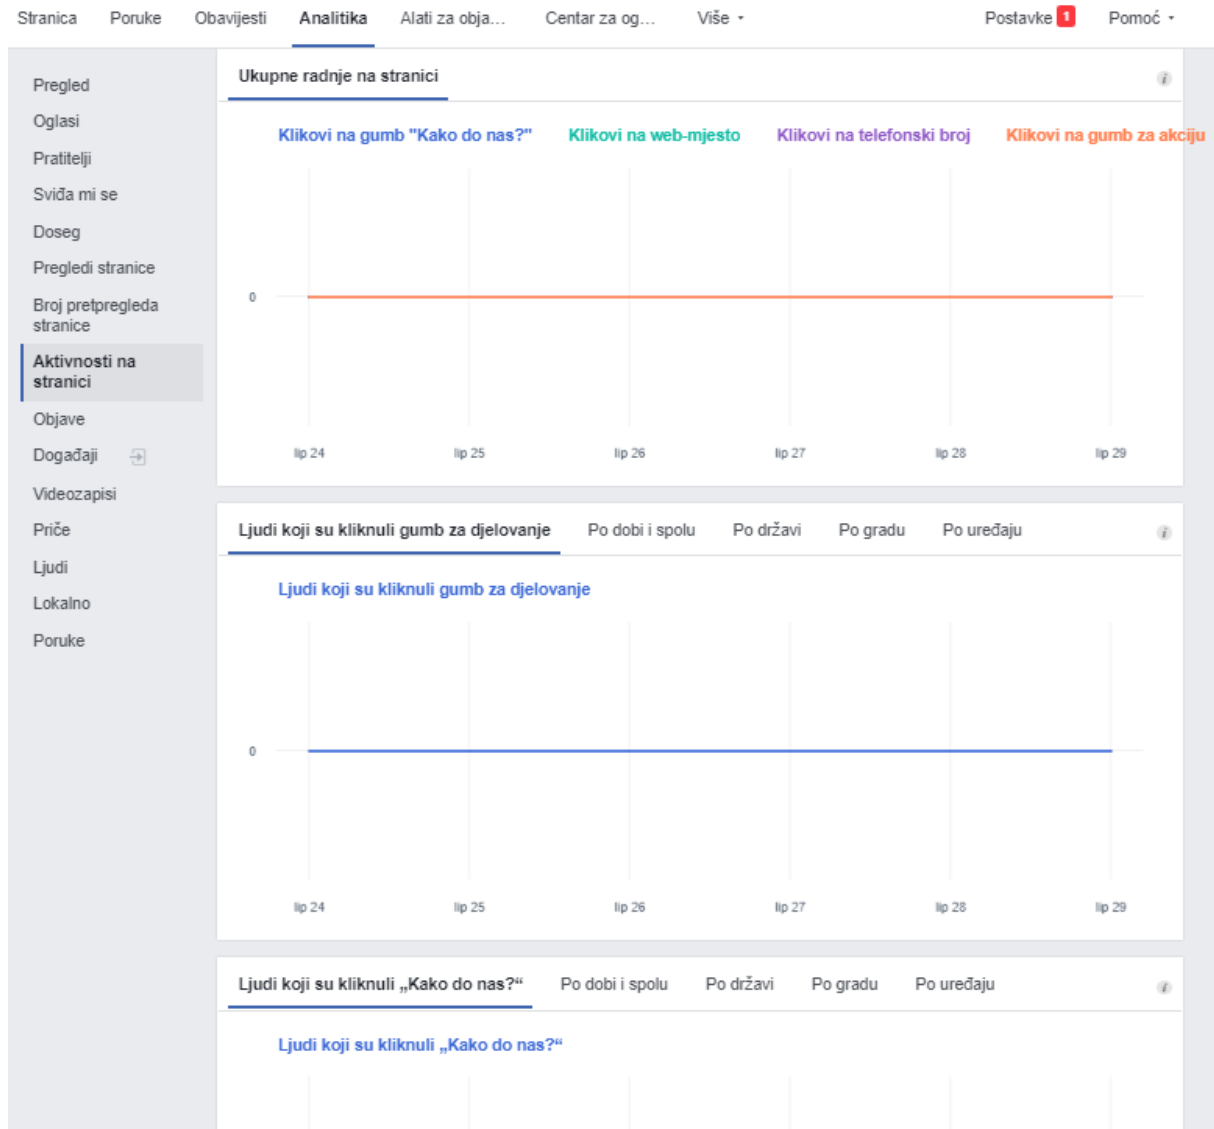 Stranica Poruke Obavijesti Analitika Alati za obja... Centar za og... Više Postavke 1 Pomoć
Pregled
Oglasi
Pratitelji
Sviđa mi se
Doseg
Pregledi stranice
Broj pretpregleda
stranice
Aktivnosti na
stranici
Objave
Događaji
Videozapisi
Priče
Ljudi
Lokalno
Poruke
Ukupne radnje na stranici i
Klikovi na gumb "Kako do nas?" Klikovi na web-mjesto Klikovi na telefonski broj Klikovi na gumb za akciju
0
lip 24 lip 25 lip 26 lip 27 lip 28 lip 29
Ljudi koji su kliknuli gumb za djelovanje Po dobi i spolu Po državi Po gradu Po uređaju i
Ljudi koji su kliknuli gumb za djelovanje
0
lip 24 lip 25 lip 26 lip 27 lip 28 lip 29
Ljudi koji su kliknuli „Kako do nas?“ Po dobi i spolu Po državi Po gradu Po uređaju i
Ljudi koji su kliknuli „Kako do nas?“